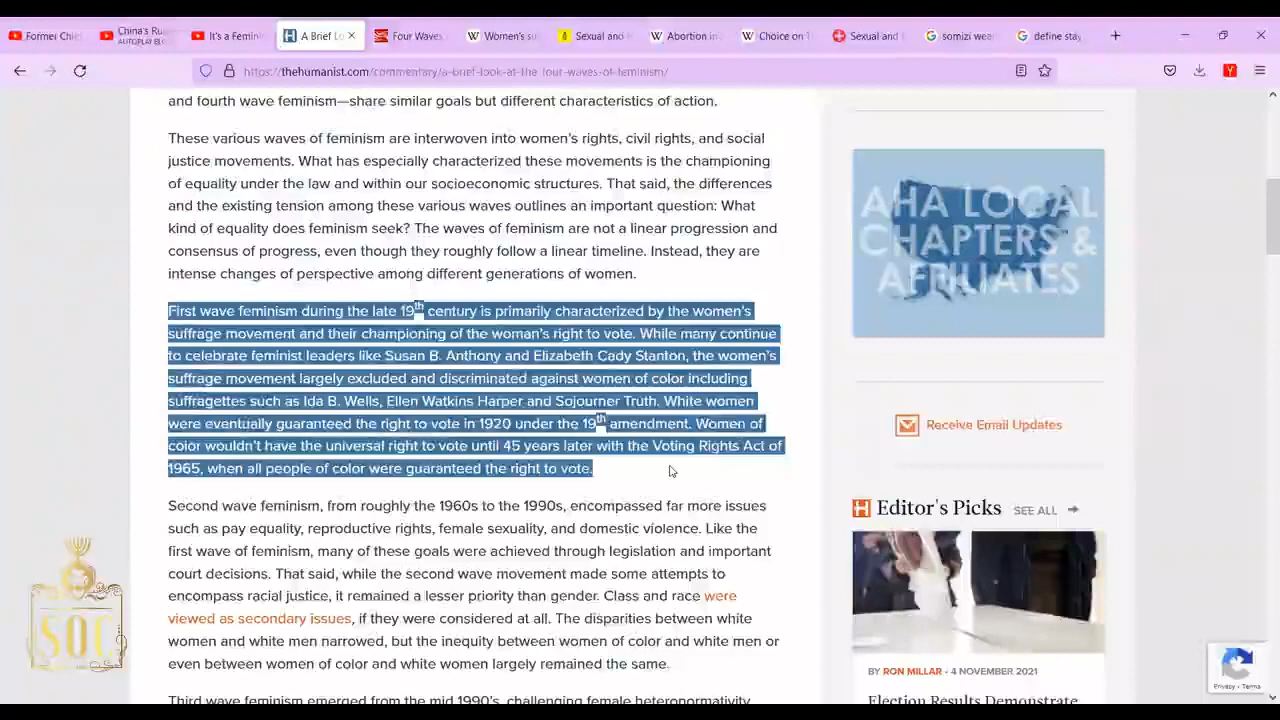 Former Chie
China's Ru
AUTOPLAY BLO
It's a Femin
A Brief Lo
Four Waves
Women's su
Sexual and
Abortion in
Choice on
Sexual and
somizi wea
define stay
https://thehumanist.com/commentary/a-brief-look-at-the-four-waves-of-feminism/
and fourth wave feminism—share similar goals but different characteristics of action.
These various waves of feminism are interwoven into women's rights, civil rights, and social
justice movements. What has especially characterized these movements is the championing
of equality under the law and within our socioeconomic structures. That said, the differences
and the existing tension among these various waves outlines an important question: What
kind of equality does feminism seek? The waves of feminism are not a linear progression and
consensus of progress, even though they roughly follow a linear timeline. Instead, they are
intense changes of perspective among different generations of women.
First wave feminism during the late 19th century is primarily characterized by the women's
suffrage movement and their championing of the woman's right to vote. While many continue
to celebrate feminist leaders like Susan B. Anthony and Elizabeth Cady Stanton, the women's
suffrage movement largely excluded and discriminated against women of color including
suffragettes such as Ida B. Wells, Ellen Watkins Harper and Sojourner Truth. White women
were eventually guaranteed the right to vote in 1920 under the 19th amendment. Women of
color wouldn't have the universal right to vote until 45 years later with the Voting Rights Act of
1965, when all people of color were guaranteed the right to vote.
Second wave feminism, from roughly the 1960s to the 1990s, encompassed far more issues
such as pay equality, reproductive rights, female sexuality, and domestic violence. Like the
first wave of feminism, many of these goals were achieved through legislation and important
court decisions. That said, while the second wave movement made some attempts to
encompass racial justice, it remained a lesser priority than gender. Class and race were
viewed as secondary issues, if they were considered at all. The disparities between white
women and white men narrowed, but the inequity between women of color and white men or
even between women of color and white women largely remained the same.
Third wave feminism emerged from the mid 1990's, challenging female heteronormativity
AHA LOCAL
CHAPTERS &
AFFILIATES
Receive Email Updates
Editor's Picks SEE ALL
BY RON MILLAR • 4 NOVEMBER 2021
Election Results Demonstrate
Privacy - Terms
SOC